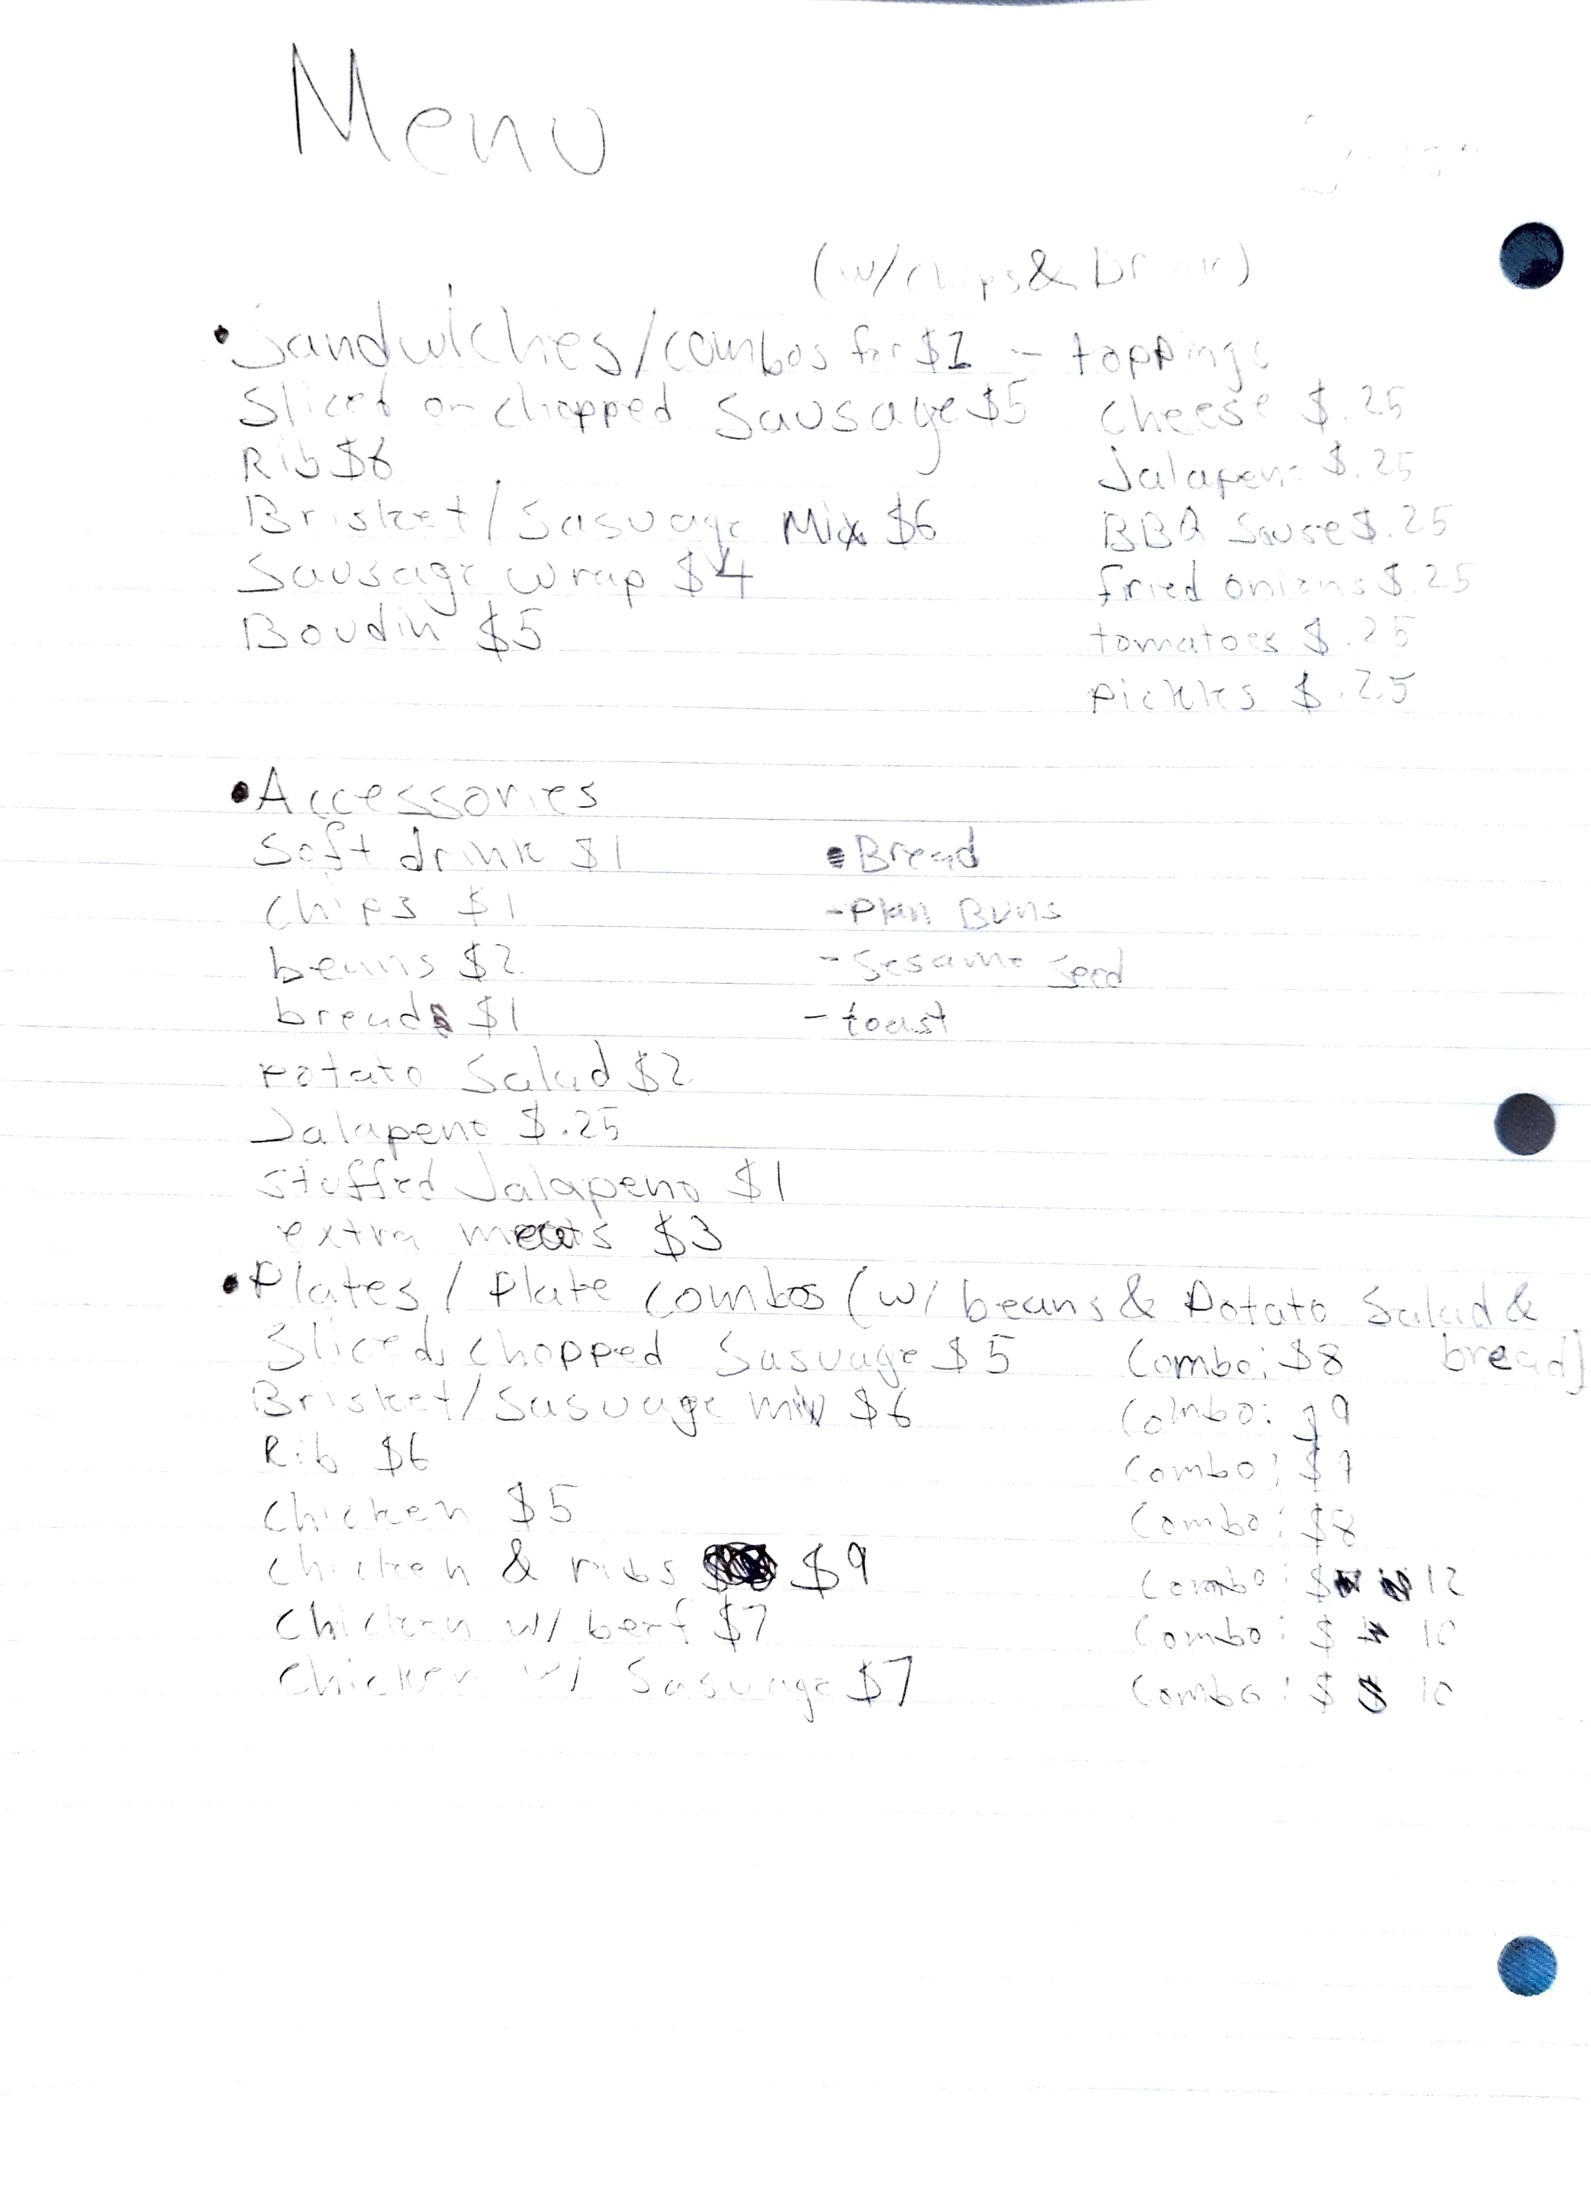 Menu
(w/chips & Drink)
• Sandwiches/combos for $1 - toppings
Sliced or chopped Sausage $5 Cheese $.25
Rib $6 Jalapeno $.25
Brisket/Sasuage Mix $6 BBQ Sause $.25
Sausage wrap $4 fried onions $.25
Boudin $5 tomatoes $.25
Pickles $.25
• Accessories
Soft drink $1 • Bread
Chips $1 - Plan Buns
beans $2 - Sesame Seed
breads $1 - toast
Potato Salad $2
Jalapeno $.25
stuffed Jalapeno $1
extra meats $3
• Plates / Plate combos (w/ beans & Potato Salad &
Sliced, Chopped Sasuage $5 Combo: $8 bread)
Brisket/Sasuage mix $6 Combo: $9
Rib $6 Combo: $9
Chicken $5 Combo: $8
Chicken & ribs $9 Combo: $12
Chicken w/ beef $7 Combo: $10
Chicken w/ Sasuage $7 Combo: $10